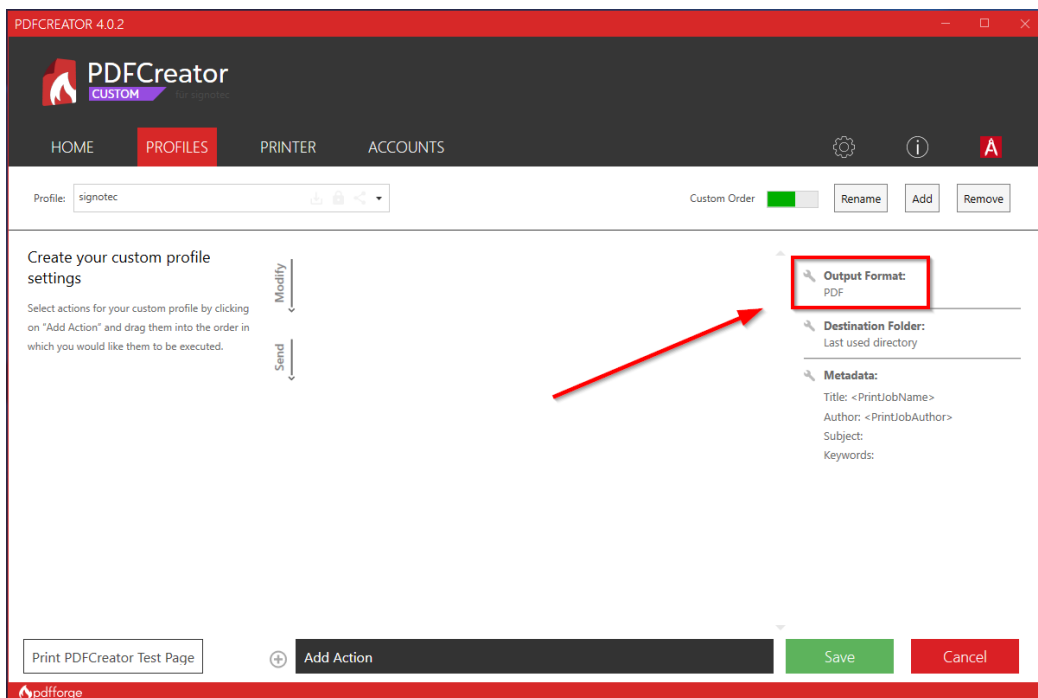 PDFCREATOR 4.0.2
PDFCreator
CUSTOM für signotec
HOME PROFILES PRINTER ACCOUNTS
Profile: signotec
Custom Order Rename Add Remove
Create your custom profile
settings
Select actions for your custom profile by clicking
on "Add Action" and drag them into the order in
which you would like them to be executed.
Modify
Send
Output Format:
PDF
Destination Folder:
Last used directory
Metadata:
Title: <PrintJobName>
Author: <PrintJobAuthor>
Subject:
Keywords:
Print PDFCreator Test Page
Add Action
Save
Cancel
pdfforge